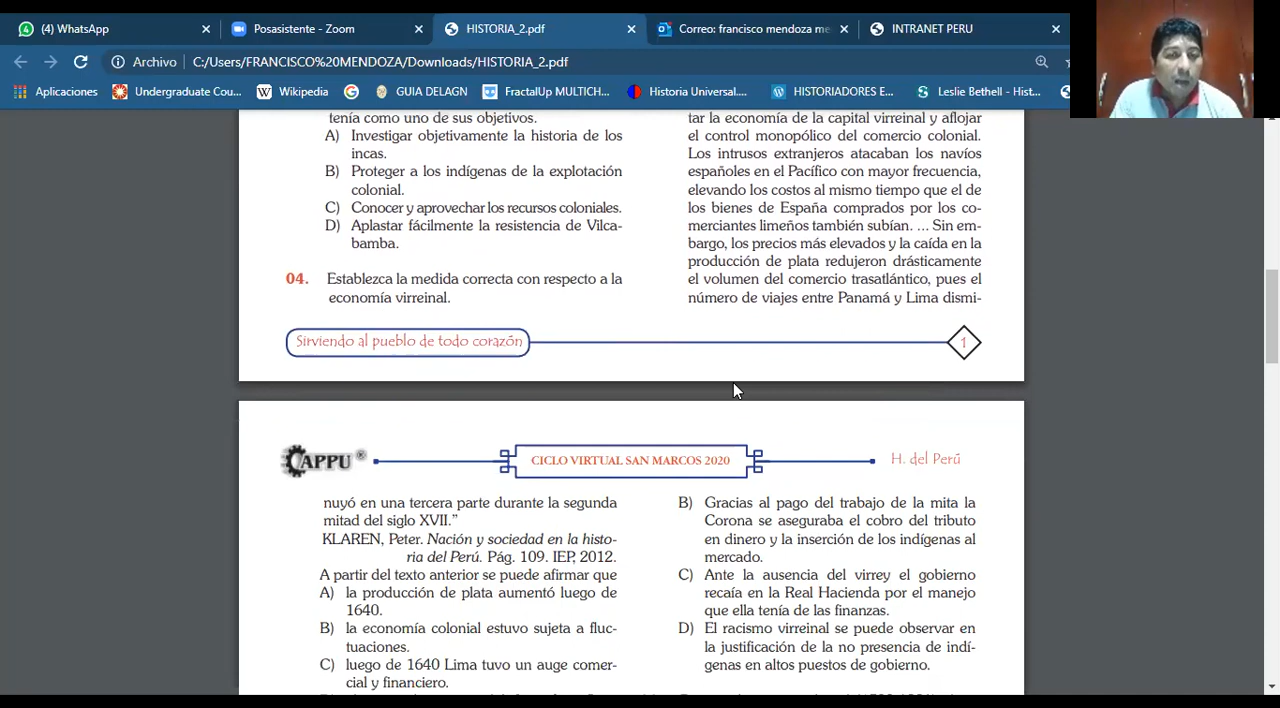 (4) WhatsApp
Posasistente - Zoom
HISTORIA_2.pdf
Correo: francisco mendoza me
INTRANET PERU
Archivo
C:/Users/FRANCISCO%20MENDOZA/Downloads/HISTORIA_2.pdf
Aplicaciones
Undergraduate Cou...
Wikipedia
GUIA DELAGN
FractalUp MULTICH...
Historia Universal....
HISTORIADORES E...
Leslie Bethell - Hist...
tenía como uno de sus objetivos.
A) Investigar objetivamente la historia de los
incas.
B) Proteger a los indígenas de la explotación
colonial.
C) Conocer y aprovechar los recursos coloniales.
D) Aplastar fácilmente la resistencia de Vilca-
bamba.
04. Establezca la medida correcta con respecto a la
economía virreinal.
tar la economía de la capital virreinal y aflojar
el control monopólico del comercio colonial.
Los intrusos extranjeros atacaban los navíos
españoles en el Pacífico con mayor frecuencia,
elevando los costos al mismo tiempo que el de
los bienes de España comprados por los co-
merciantes limeños también subían. ... Sin em-
bargo, los precios más elevados y la caída en la
producción de plata redujeron drásticamente
el volumen del comercio trasatlántico, pues el
número de viajes entre Panamá y Lima dismi-
Sirviendo al pueblo de todo corazón
1
CAPPU ®
CICLO VIRTUAL SAN MARCOS 2020
H. del Perú
nuyó en una tercera parte durante la segunda
mitad del siglo XVII.”
KLAREN, Peter. Nación y sociedad en la histo-
ria del Perú. Pág. 109. IEP, 2012.
A partir del texto anterior se puede afirmar que
A) la producción de plata aumentó luego de
1640.
B) la economía colonial estuvo sujeta a fluc-
tuaciones.
C) luego de 1640 Lima tuvo un auge comer-
cial y financiero.
B) Gracias al pago del trabajo de la mita la
Corona se aseguraba el cobro del tributo
en dinero y la inserción de los indígenas al
mercado.
C) Ante la ausencia del virrey el gobierno
recaía en la Real Hacienda por el manejo
que ella tenía de las finanzas.
D) El racismo virreinal se puede observar en
la justificación de la no presencia de indí-
genas en altos puestos de gobierno.